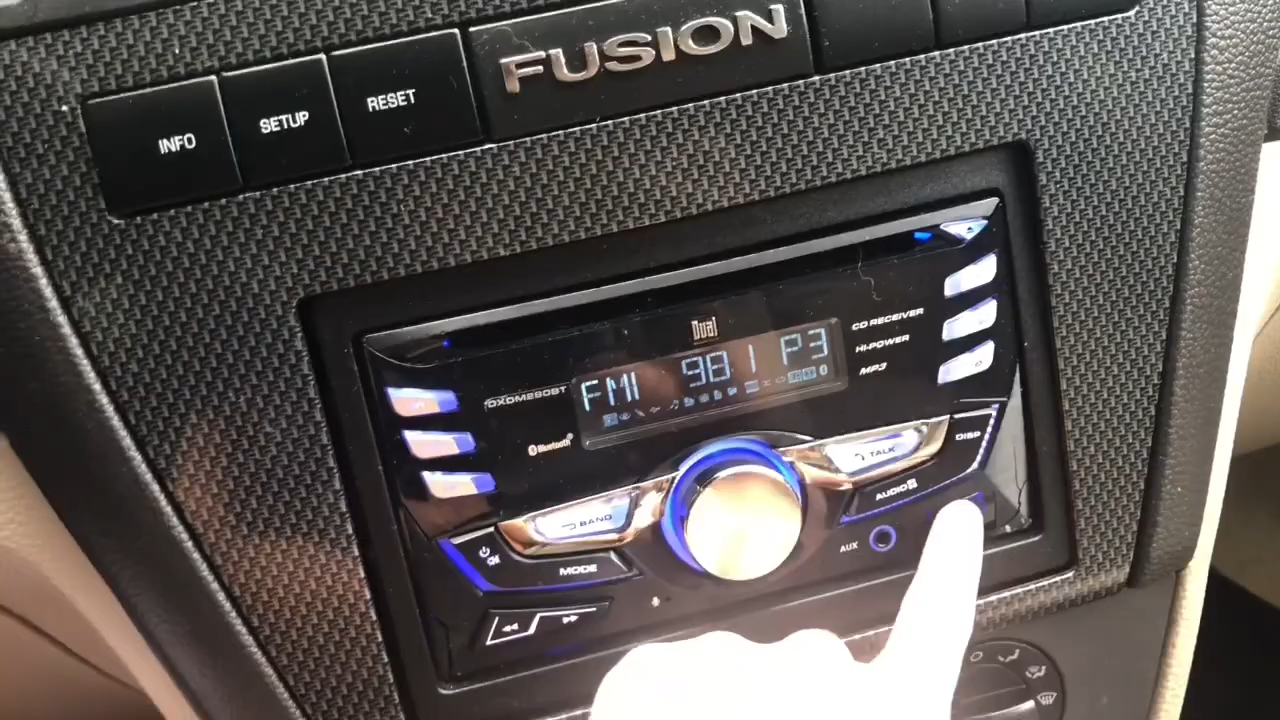 INFO
SETUP
RESET
FUSION
Dual
CD RECEIVER
HI-POWER
MP3
XDM280BT
FM1 98.1 P3
Bluetooth
BAND
TALK
DISP
AUDIO
AUX
MODE